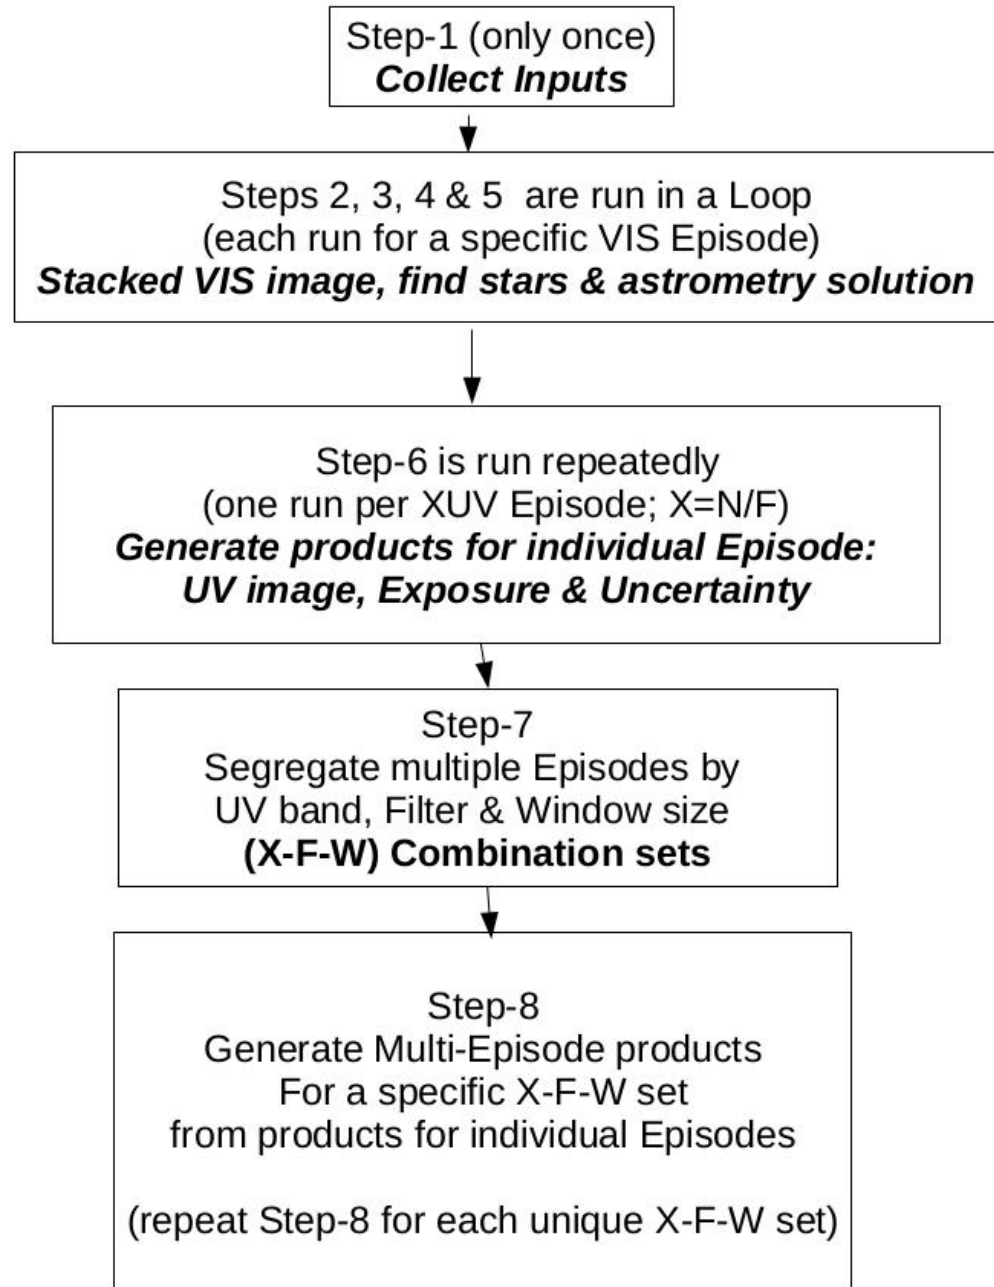 Step-1 (only once)
Collect Inputs
Steps 2, 3, 4 & 5 are run in a Loop
(each run for a specific VIS Episode)
Stacked VIS image, find stars & astrometry solution
Step-6 is run repeatedly
(one run per XUV Episode; X=N/F)
Generate products for individual Episode:
UV image, Exposure & Uncertainty
Step-7
Segregate multiple Episodes by
UV band, Filter & Window size
(X-F-W) Combination sets
Step-8
Generate Multi-Episode products
For a specific X-F-W set
from products for individual Episodes
(repeat Step-8 for each unique X-F-W set)